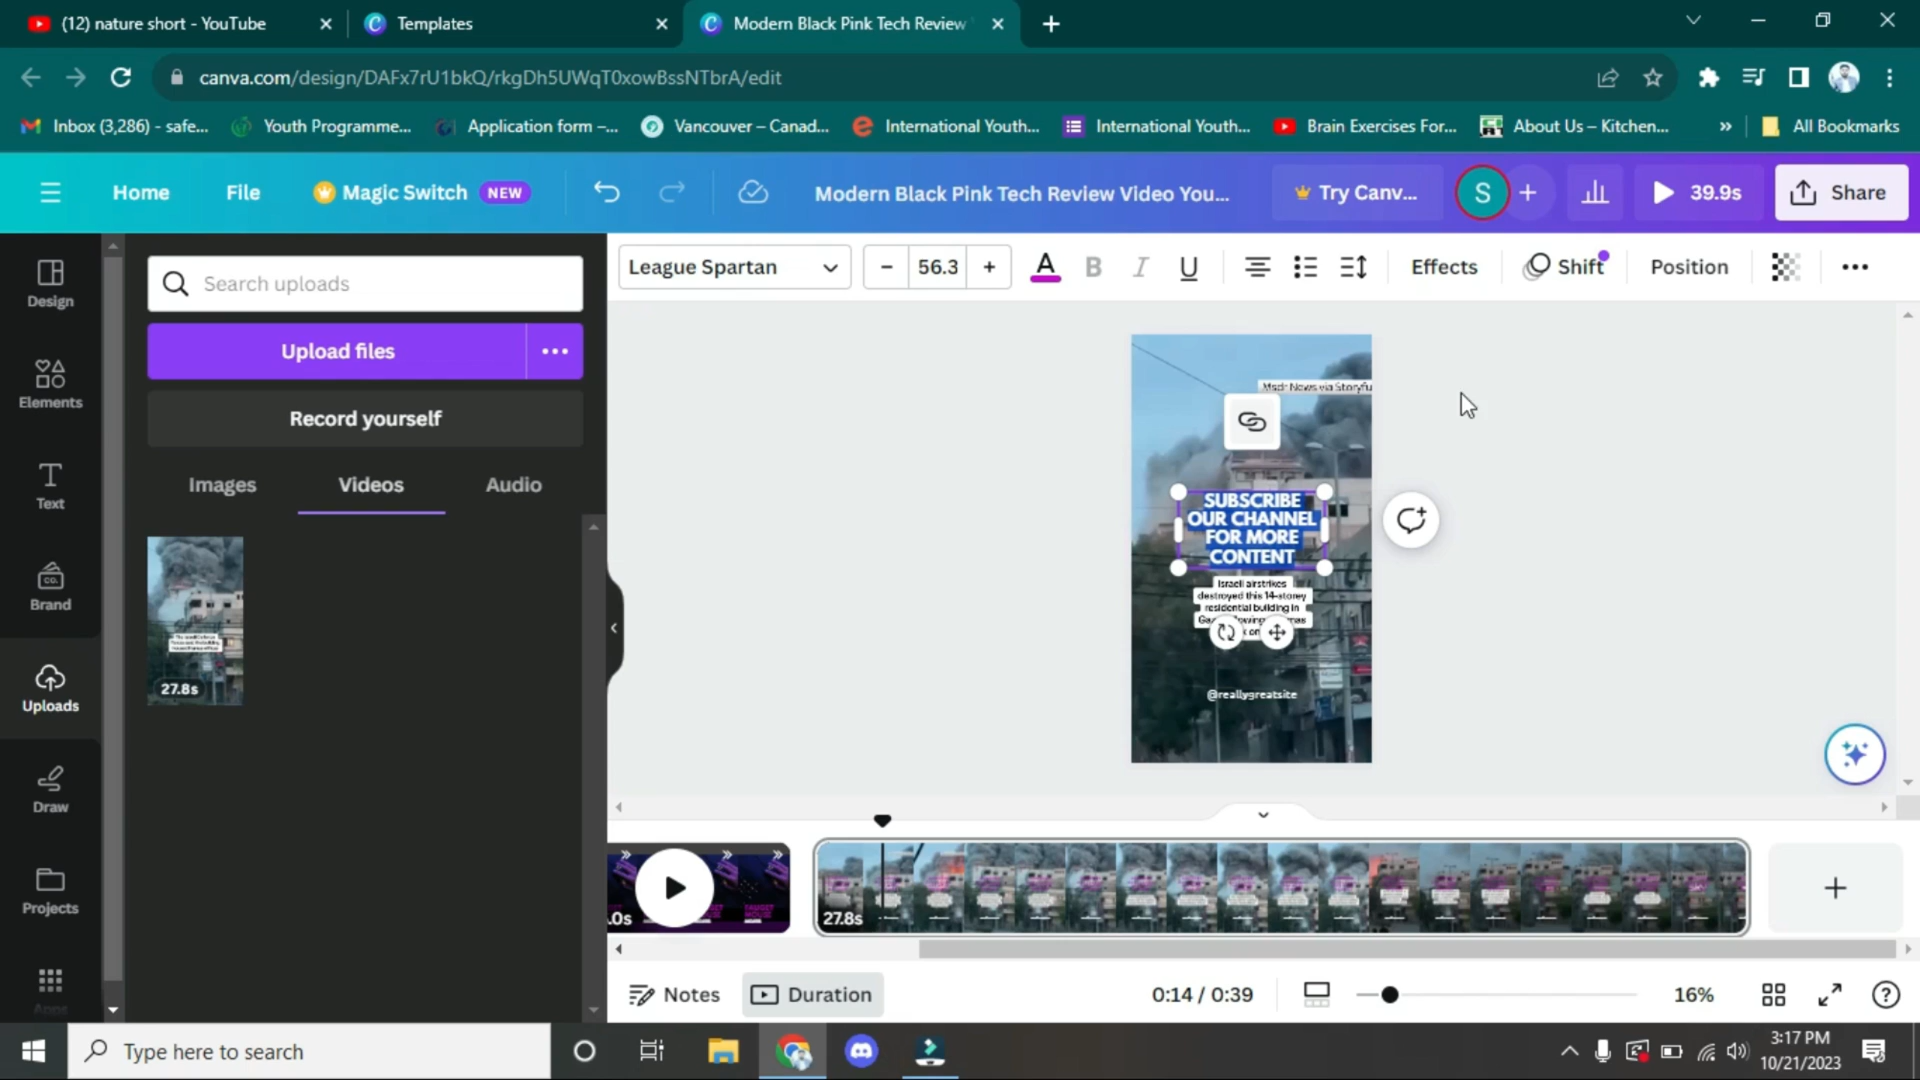 (12) nature short - YouTube
Templates
Modern Black Pink Tech Review
canva.com/design/DAFx7rU1bkQ/rkgDh5UWqT0xowBssNTbrA/edit
Inbox (3,286) - safe...
Youth Programme...
Application form –...
Vancouver – Canad...
International Youth...
International Youth...
Brain Exercises For...
About Us – Kitchen...
»
All Bookmarks
Home
File
Magic Switch NEW
Modern Black Pink Tech Review Video You...
Try Canv...
S
+
39.9s
Share
Design
Elements
Text
Brand
Uploads
Draw
Projects
Apps
Search uploads
Upload files
Record yourself
Images
Videos
Audio
27.8s
League Spartan
– 56.3 +
A B I U
Effects
Shift
Position
Msdr News via Storyfu
SUBSCRIBE
OUR CHANNEL
FOR MORE
CONTENT
Israeli airstrikes
destroyed this 14-storey
residential building in
@reallygreatsite
.0s
27.8s
Notes
Duration
0:14 / 0:39
16%
Type here to search
3:17 PM
10/21/2023